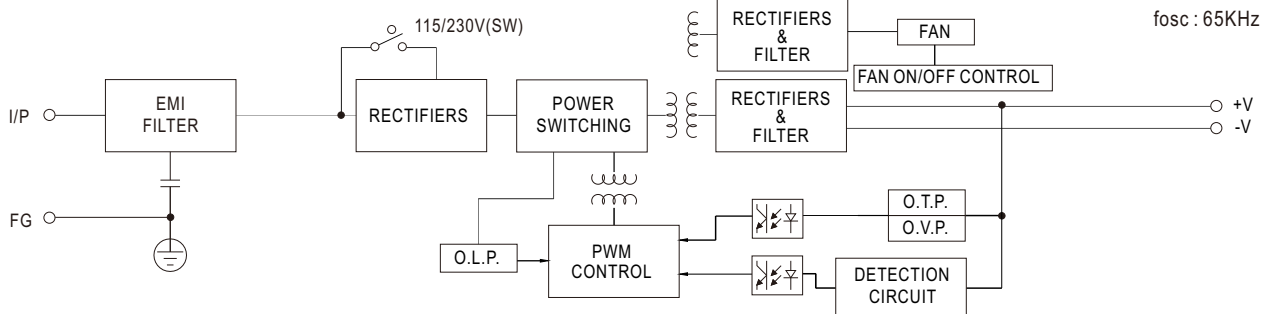 115/230V(SW)
RECTIFIERS
&
FILTER
FAN
fosc : 65KHz
FAN ON/OFF CONTROL
I/P
EMI
FILTER
RECTIFIERS
POWER
SWITCHING
RECTIFIERS
&
FILTER
+V
-V
FG
O.L.P.
PWM
CONTROL
O.T.P.
O.V.P.
DETECTION
CIRCUIT